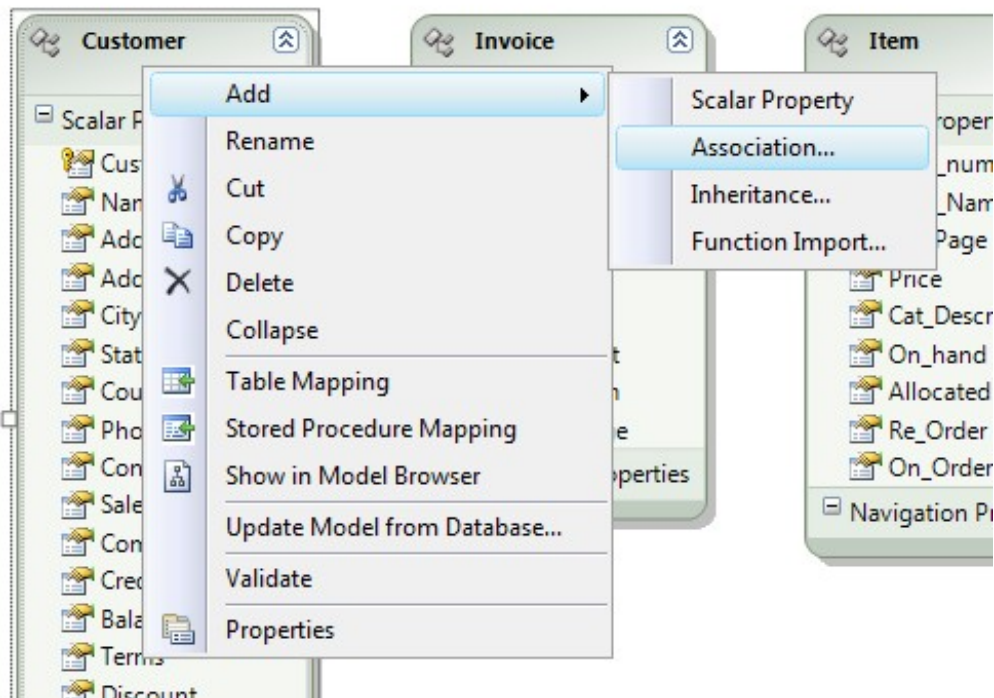 Customer
Invoice
Item
Scalar
Add
Rename
Cut
Copy
Delete
Collapse
Table Mapping
Stored Procedure Mapping
Show in Model Browser
Update Model from Database...
Validate
Properties
Scalar Property
Association...
Inheritance...
Function Import...
City
Terms
Discount
Page
Price
Cat_Descr
On_hand
Allocated
Re_Order
On_Order
Navigation